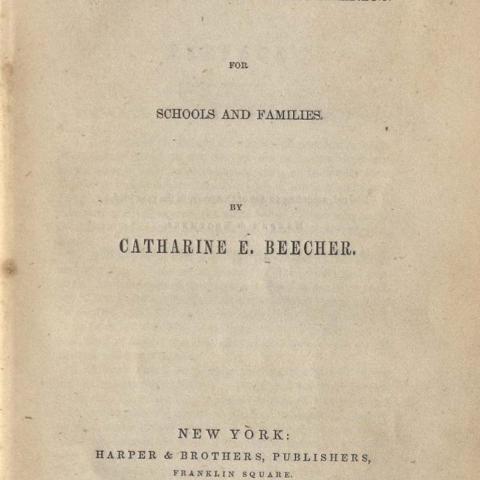 FOR
SCHOOLS AND FAMILIES.
BY
CATHARINE E. BEECHER.
NEW YORK:
HARPER & BROTHERS, PUBLISHERS,
FRANKLIN SQUARE.